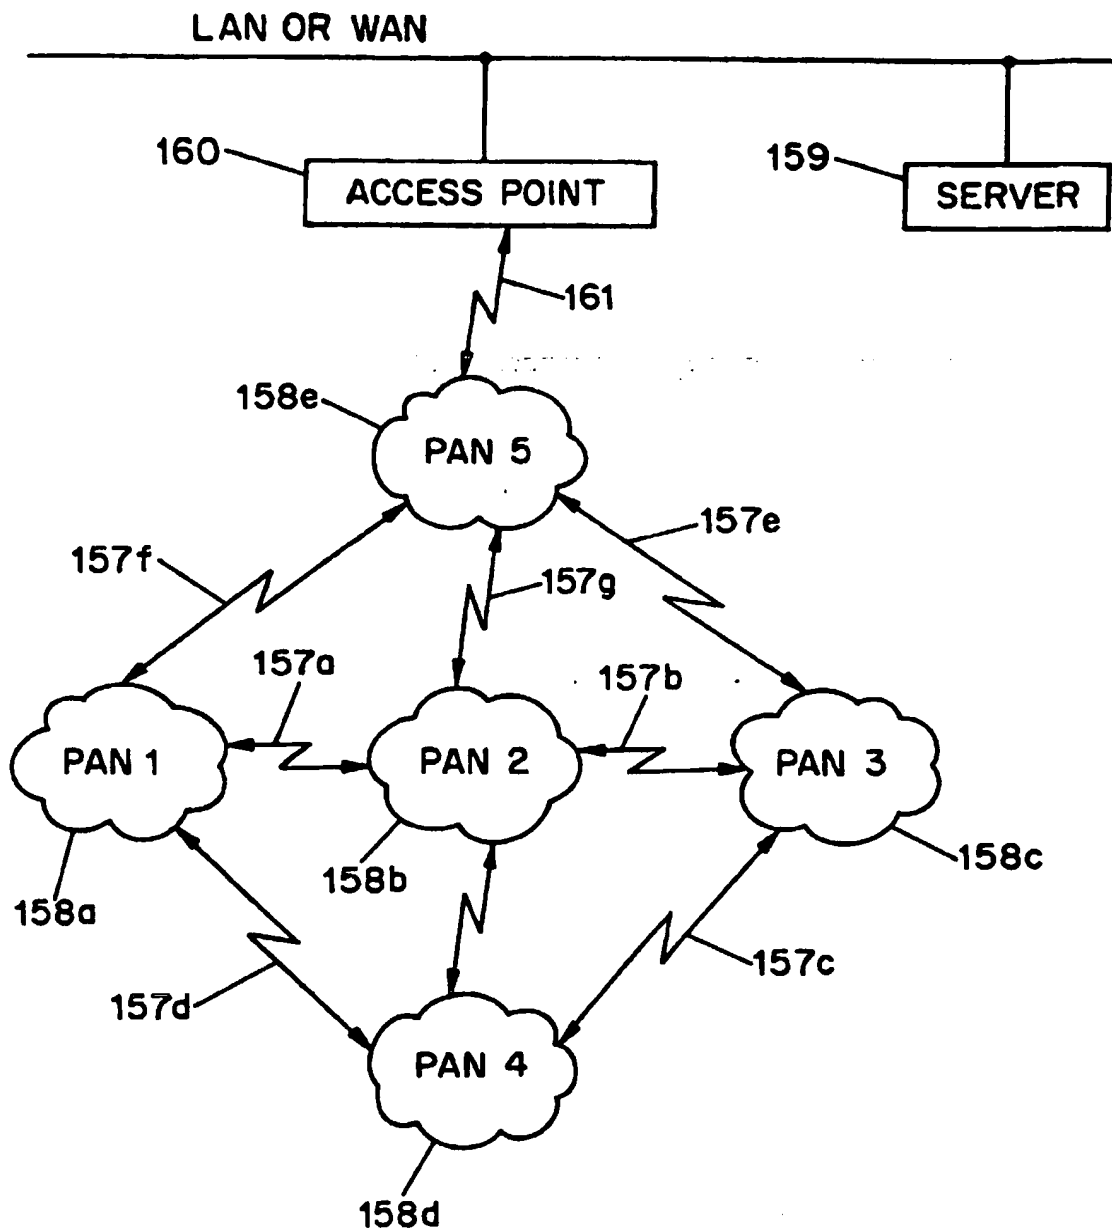 LAN OR WAN
160
ACCESS POINT
159
SERVER
161
158e
PAN 5
157e
157f
157g
157a
157b
PAN 1
PAN 2
PAN 3
158a
158b
158c
157d
157c
PAN 4
158d